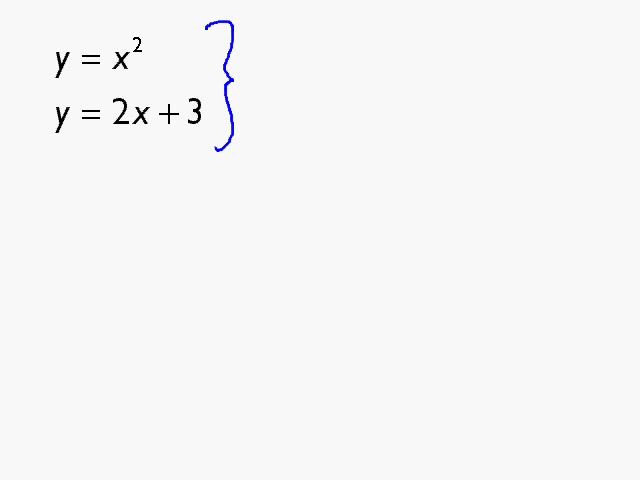 y = x²
y = 2x + 3